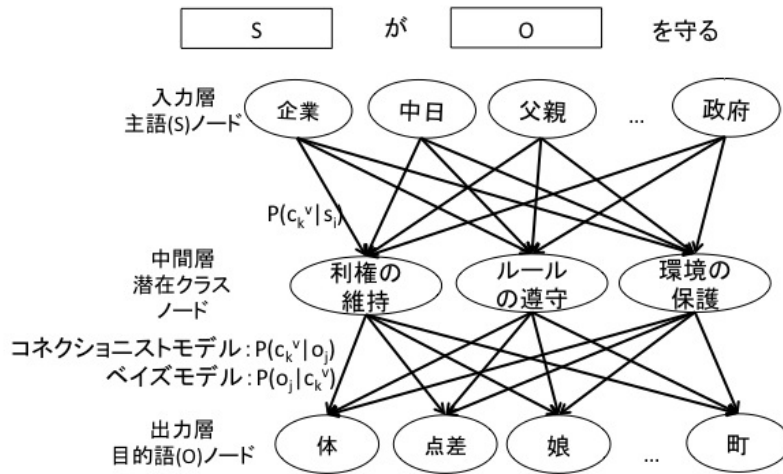 S が O を守る
入力層
主語(S)ノード
企業 中日 父親 ... 政府
P(c_k^v|s_i)
中間層
潜在クラス
ノード
利権の
維持
ルール
の遵守
環境の
保護
コネクショニストモデル:P(c_k^v|o_j)
ベイズモデル:P(o_j|c_k^v)
出力層
目的語(O)ノード
体 点差 娘 ... 町